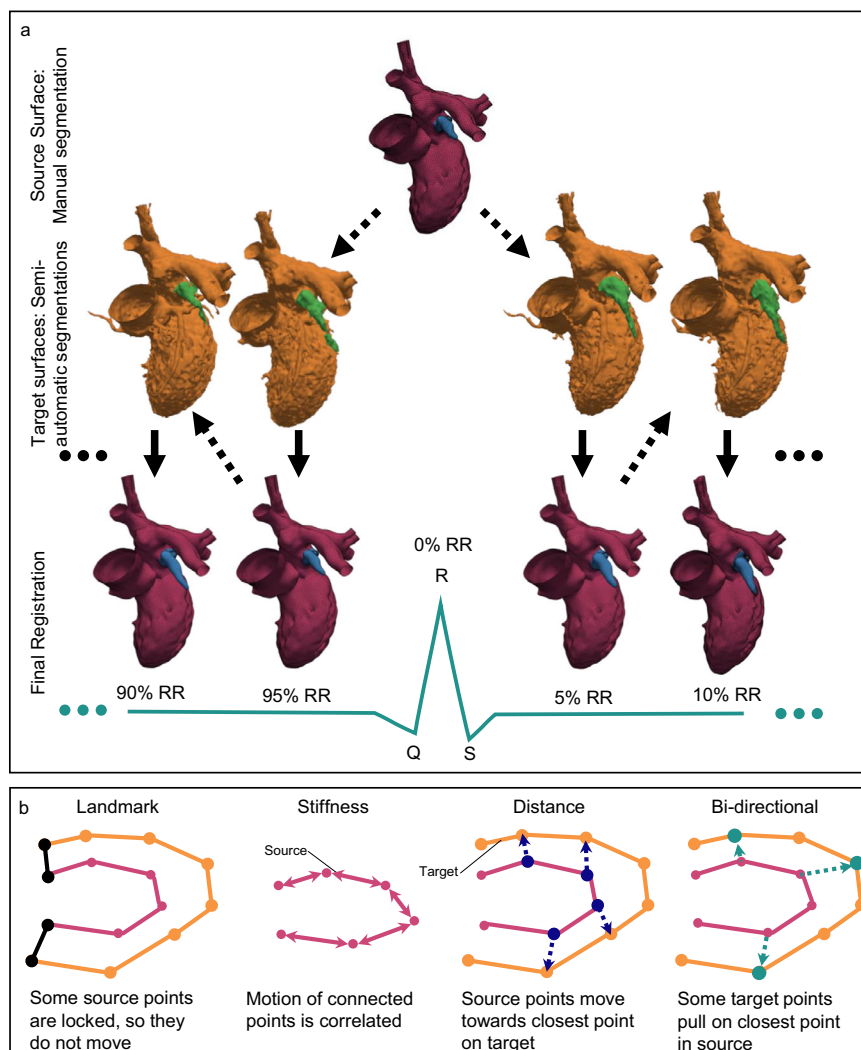 a
Source Surface:
Manual segmentation
Target surfaces: Semi-
automatic segmentations
Final Registration
0% RR
R
90% RR
95% RR
5% RR
10% RR
Q
S
b
Landmark
Stiffness
Distance
Bi-directional
Source
Target
Some source points
are locked, so they
do not move
Motion of connected
points is correlated
Source points move
towards closest point
on target
Some target points
pull on closest point
in source